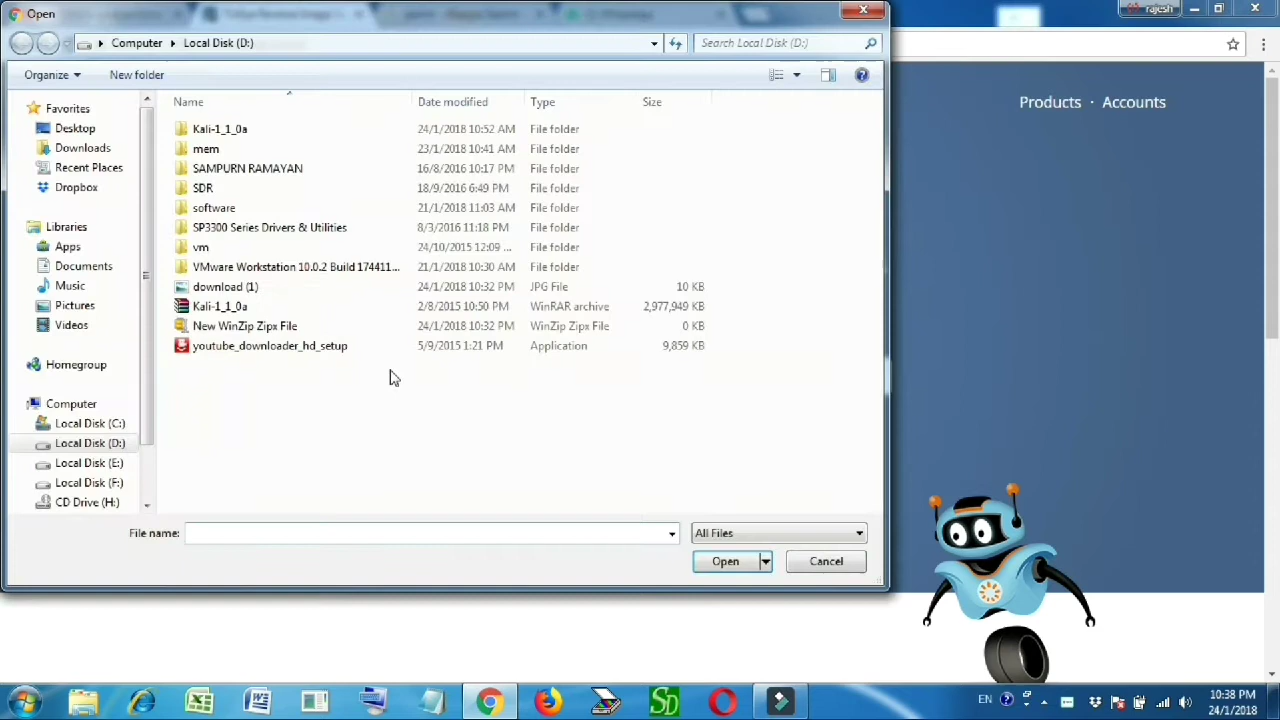 Open
rajesh
Computer Local Disk (D:)
Search Local Disk (D:)
Organize New folder
Products · Accounts
Name Date modified Type Size
Favorites
Desktop
Downloads
Recent Places
Dropbox
Libraries
Apps
Documents
Music
Pictures
Videos
Homegroup
Computer
Local Disk (C:)
Local Disk (D:)
Local Disk (E:)
Local Disk (F:)
CD Drive (H:)
Kali-1_1_0a 24/1/2018 10:52 AM File folder
mem 23/1/2018 10:41 AM File folder
SAMPURN RAMAYAN 16/8/2016 10:17 PM File folder
SDR 18/9/2016 6:49 PM File folder
software 21/1/2018 11:03 AM File folder
SP3300 Series Drivers & Utilities 8/3/2016 11:18 PM File folder
vm 24/10/2015 12:09 ... File folder
VMware Workstation 10.0.2 Build 174411... 21/1/2018 10:30 AM File folder
download (1) 24/1/2018 10:32 PM JPG File 10 KB
Kali-1_1_0a 2/8/2015 10:50 PM WinRAR archive 2,977,949 KB
New WinZip Zipx File 24/1/2018 10:32 PM WinZip Zipx File 0 KB
youtube_downloader_hd_setup 5/9/2015 1:21 PM Application 9,859 KB
File name: All Files
Open Cancel
EN
10:38 PM
24/1/2018